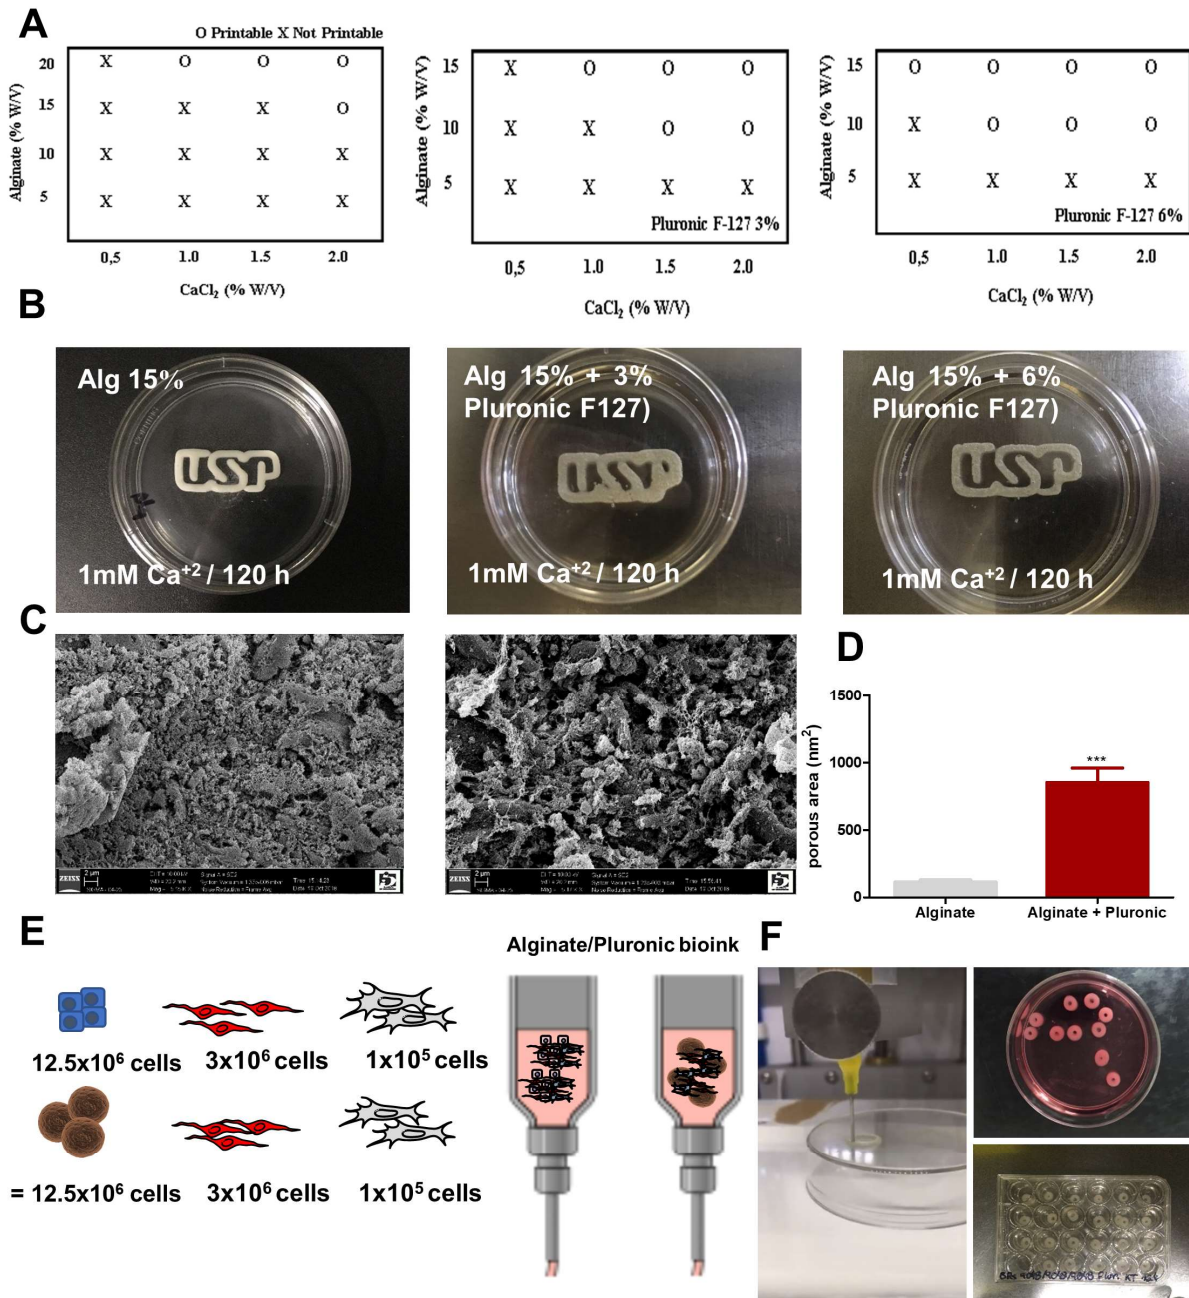 A
O Printable X Not Printable
Alginate (% W/V)
20 X O O O
15 X X X O
10 X X X X
5 X X X X
0,5 1.0 1.5 2.0
CaCl₂ (% W/V)
Alginate (% W/V)
15 X O O O
10 X X O O
5 X X X X
Pluronic F-127 3%
0,5 1.0 1.5 2.0
CaCl₂ (% W/V)
Alginate (% W/V)
15 O O O O
10 X O O O
5 X X X X
Pluronic F-127 6%
0,5 1.0 1.5 2.0
CaCl₂ (% W/V)
B
Alg 15%
USP
1mM Ca⁺² / 120 h
Alg 15% + 3%
Pluronic F127)
USP
1mM Ca⁺² / 120 h
Alg 15% + 6%
Pluronic F127)
USP
1mM Ca⁺² / 120 h
C
ZEISS
2 µm
ZEISS
2 µm
D
porous area (nm²)
1500
1000
500
0
***
Alginate
Alginate + Pluronic
E
12.5x10⁶ cells 3x10⁶ cells 1x10⁵ cells
= 12.5x10⁶ cells 3x10⁶ cells 1x10⁵ cells
Alginate/Pluronic bioink
F